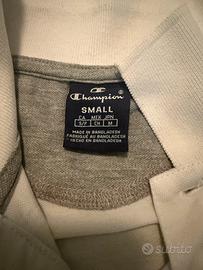 Champion
SMALL
CA MEX JPN
S/P CH M
MADE IN BANGLADESH
FABRIQUÉ AU BANGLADESH
HECHO EN BANGLADESH
subito